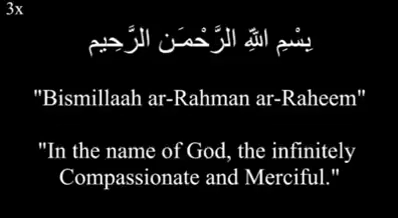 3x
بِسْمِ اللهِ الرَّحْمَـنِ الرَّحِيمِ
"Bismillaah ar-Rahman ar-Raheem"
"In the name of God, the infinitely
Compassionate and Merciful."